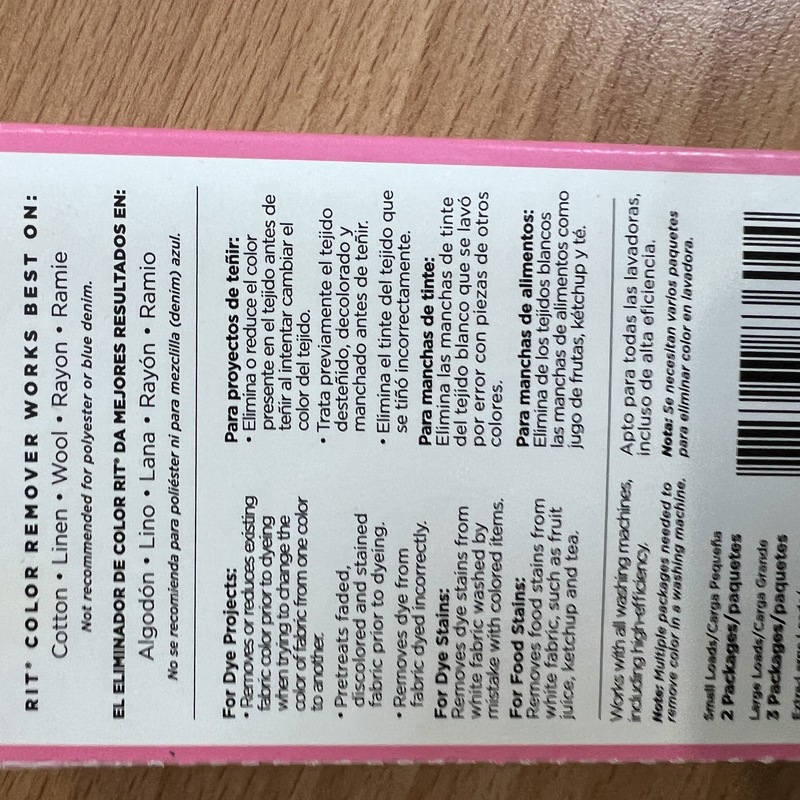 RIT® COLOR REMOVER WORKS BEST ON:
Cotton • Linen • Wool • Rayon • Ramie
Not recommended for polyester or blue denim.
EL ELIMINADOR DE COLOR RIT® DA MEJORES RESULTADOS EN:
Algodón • Lino • Lana • Rayón • Ramio
No se recomienda para poliéster ni para mezclilla (denim) azul.
For Dye Projects:
• Removes or reduces existing
fabric color prior to dyeing
when trying to change the
color of fabric from one color
to another.
• Pretreats faded,
discolored and stained
fabric prior to dyeing.
• Removes dye from
fabric dyed incorrectly.
For Dye Stains:
Removes dye stains from
white fabric washed by
mistake with colored items.
For Food Stains:
Removes food stains from
white fabric, such as fruit
juice, ketchup and tea.
Para proyectos de teñir:
• Elimina o reduce el color
presente en el tejido antes de
teñir al intentar cambiar el
color del tejido.
• Trata previamente el tejido
desteñido, decolorado y
manchado antes de teñir.
• Elimina el tinte del tejido que
se tiñó incorrectamente.
Para manchas de tinte:
Elimina las manchas de tinte
del tejido blanco que se lavó
por error con piezas de otros
colores.
Para manchas de alimentos:
Elimina de los tejidos blancos
las manchas de alimentos como
jugo de frutas, kétchup y té.
Works with all washing machines,
including high-efficiency.
Note: Multiple packages needed to
remove color in a washing machine.
Apto para todas las lavadoras,
incluso de alta eficiencia.
Nota: Se necesitan varios paquetes
para eliminar color en lavadora.
Small Loads/Carga Pequeña
2 Packages/paquetes
Large Loads/Carga Grande
3 Packages/paquetes